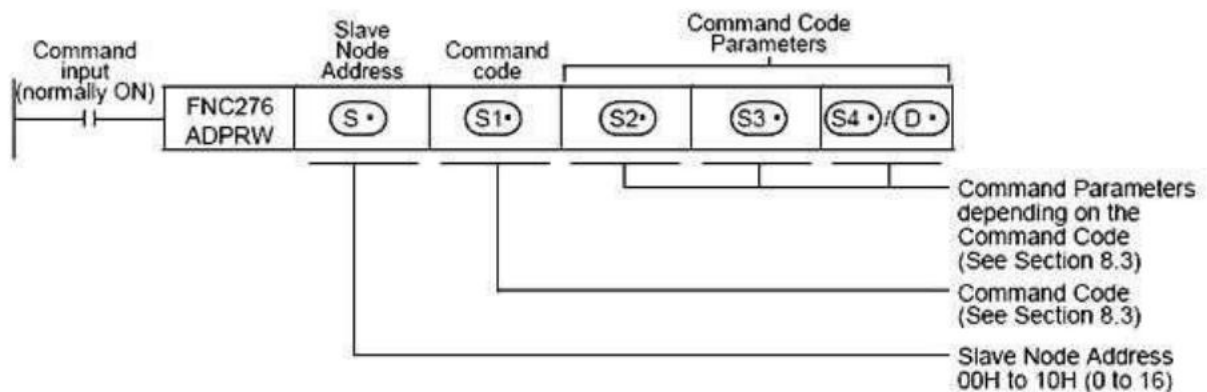 Command
input
(normally ON)
Slave
Node
Address
Command
code
Command Code
Parameters
FNC276
ADPRW
S •
S1•
S2•
S3 •
S4 •/D •
Command Parameters
depending on the
Command Code
(See Section 8.3)
Command Code
(See Section 8.3)
Slave Node Address
00H to 10H (0 to 16)